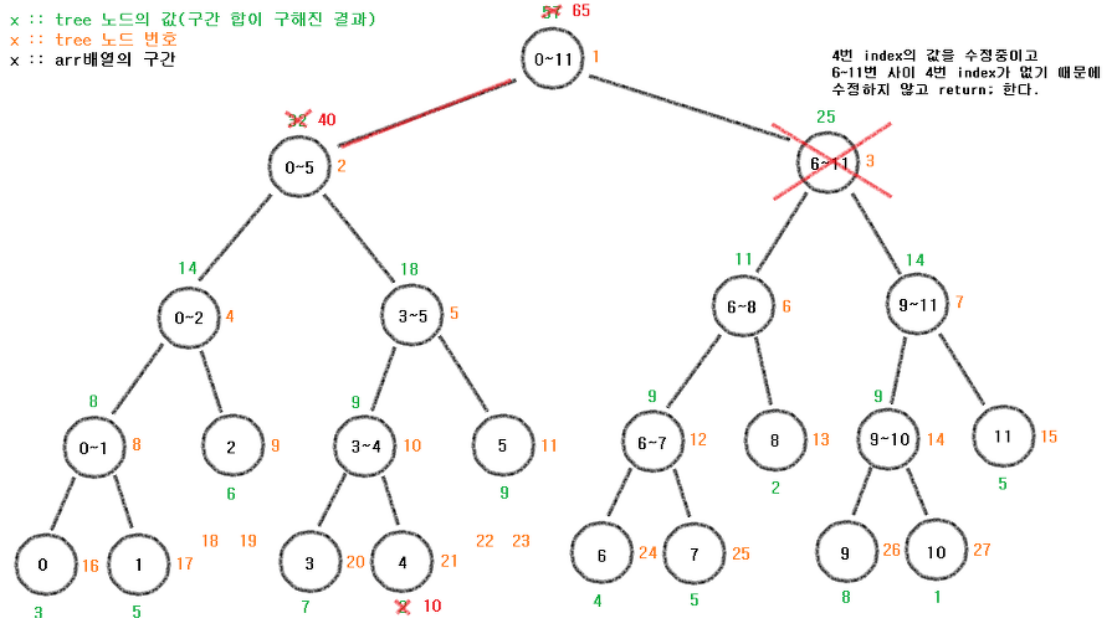 x :: tree 노드의 값(구간 합이 구해진 결과)
x :: tree 노드 번호
x :: arr배열의 구간
57 65
0~11 1
4번 index의 값을 수정중이고
6~11번 사이 4번 index가 없기 때문에
수정하지 않고 return; 한다.
32 40
25
0~5 2
6~11 3
14 18 11 14
0~2 4
3~5 5
6~8 6
9~11 7
8 9 9 9
0~1 8
2 9
3~4 10
5 11
6~7 12
8 13
9~10 14
11 15
6 9 2 5
0 16
1 17
18 19
3 20
4 21
22 23
6 24
7 25
9 26
10 27
3 5 7 2 10 4 5 8 1